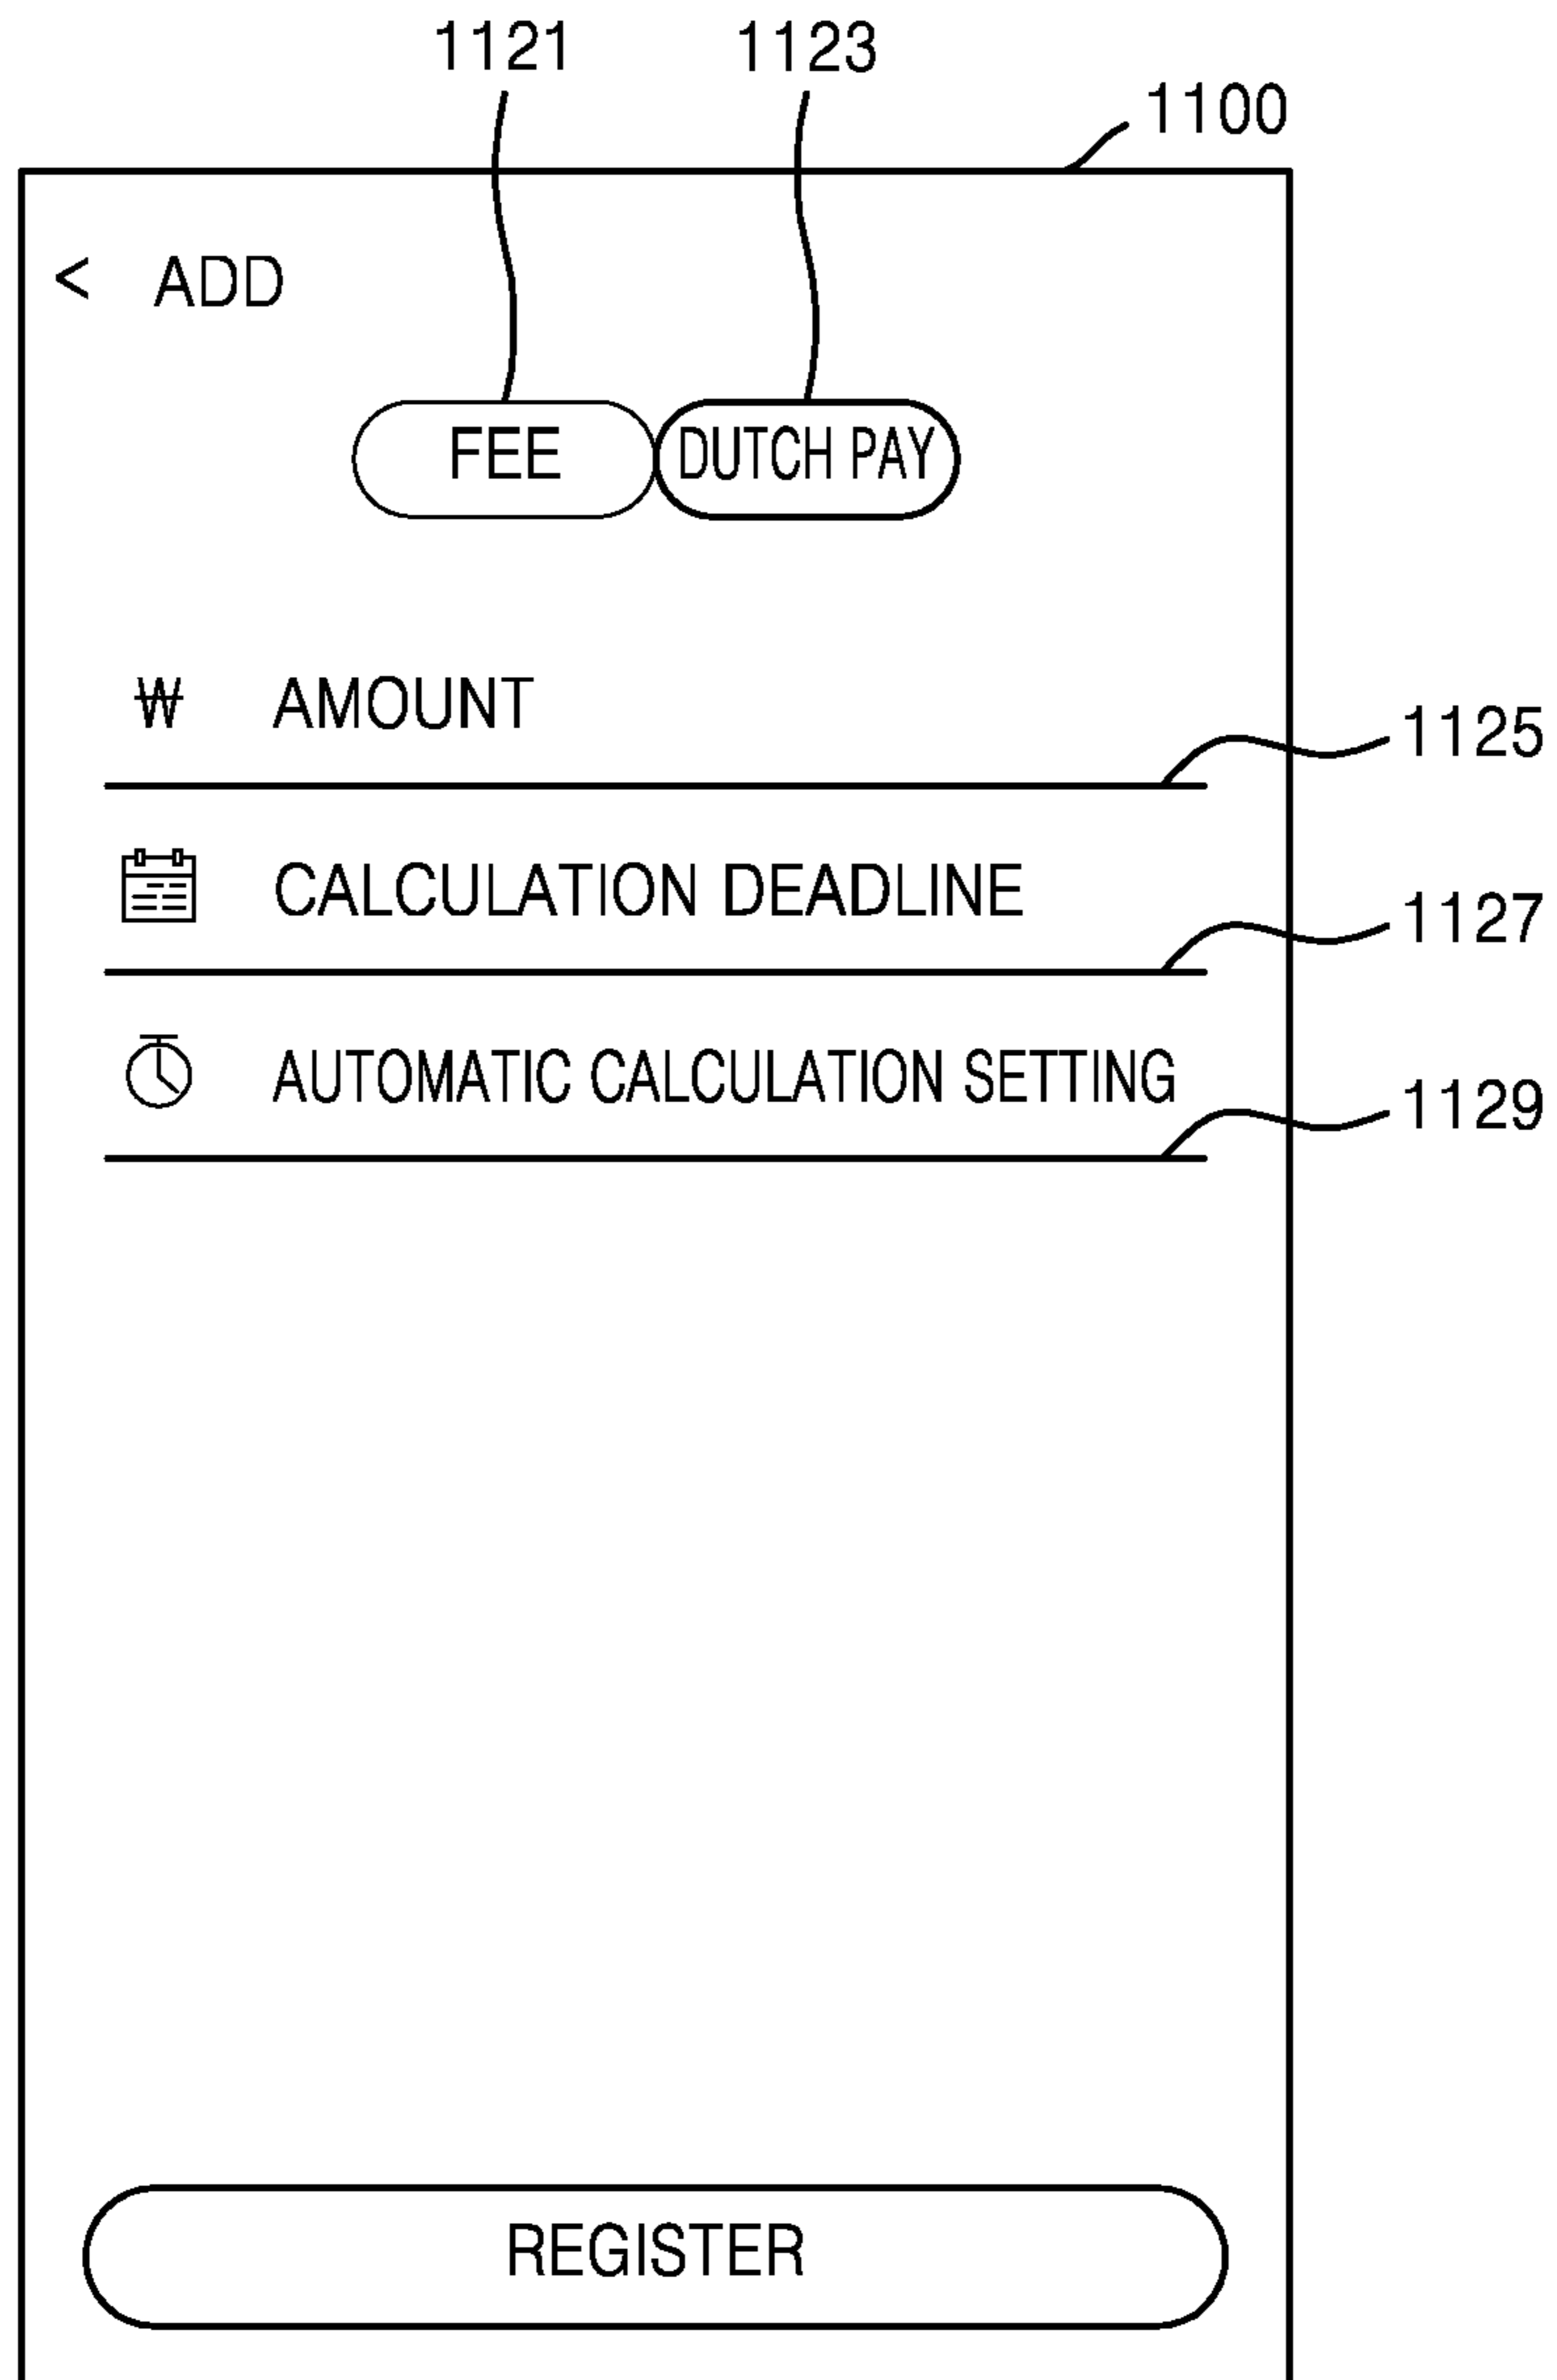 1121 1123
1100
< ADD
FEE DUTCH PAY
₩ AMOUNT
1125
CALCULATION DEADLINE
1127
AUTOMATIC CALCULATION SETTING
1129
REGISTER